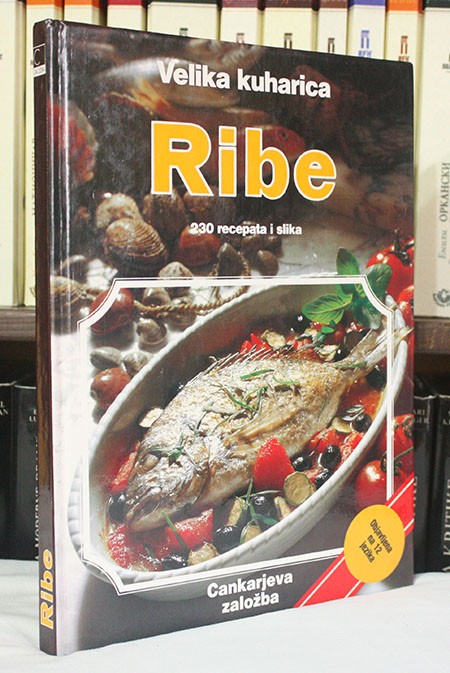 Velika kuharica
Ribe
230 recepata i slika
Objavljena
na 12
jezika
Cankarjeva
založba
Ribe